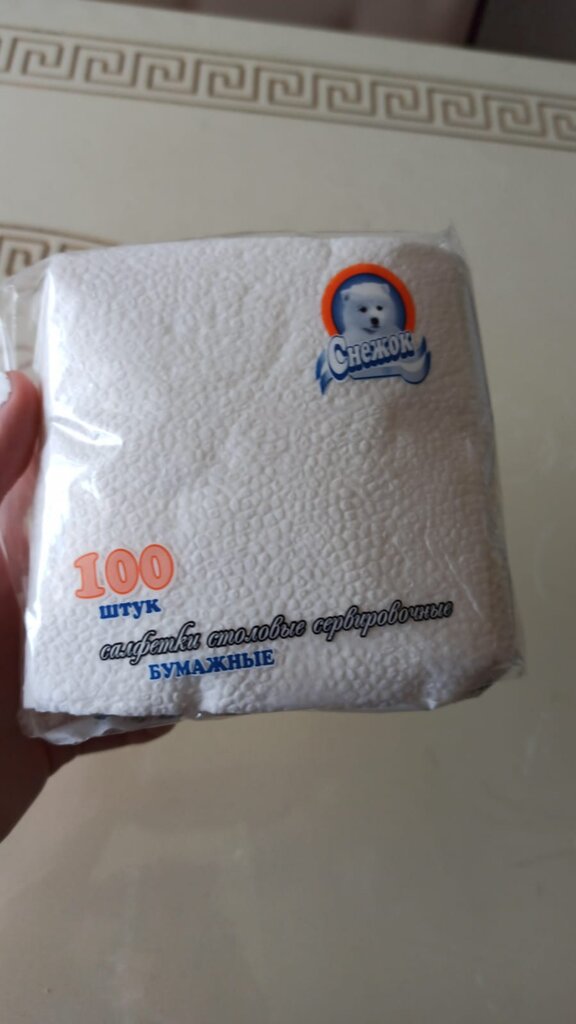 Снежок
100
штук
салфетки столовые сервировочные
БУМАЖНЫЕ